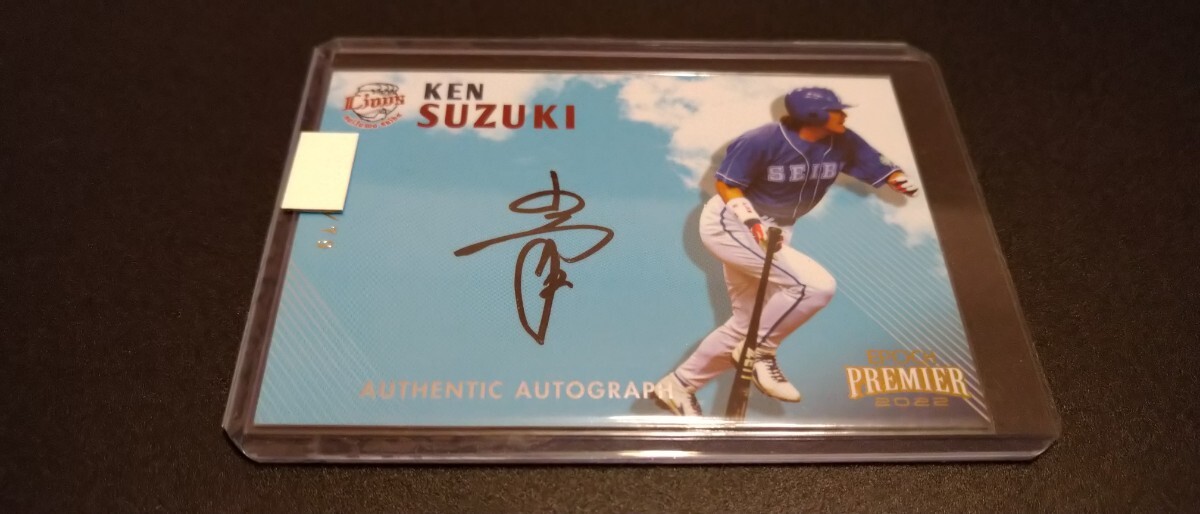 Lions
KEN
SUZUKI
SEIB
AUTHENTIC AUTOGRAPH
EPOCH
PREMIER
2022